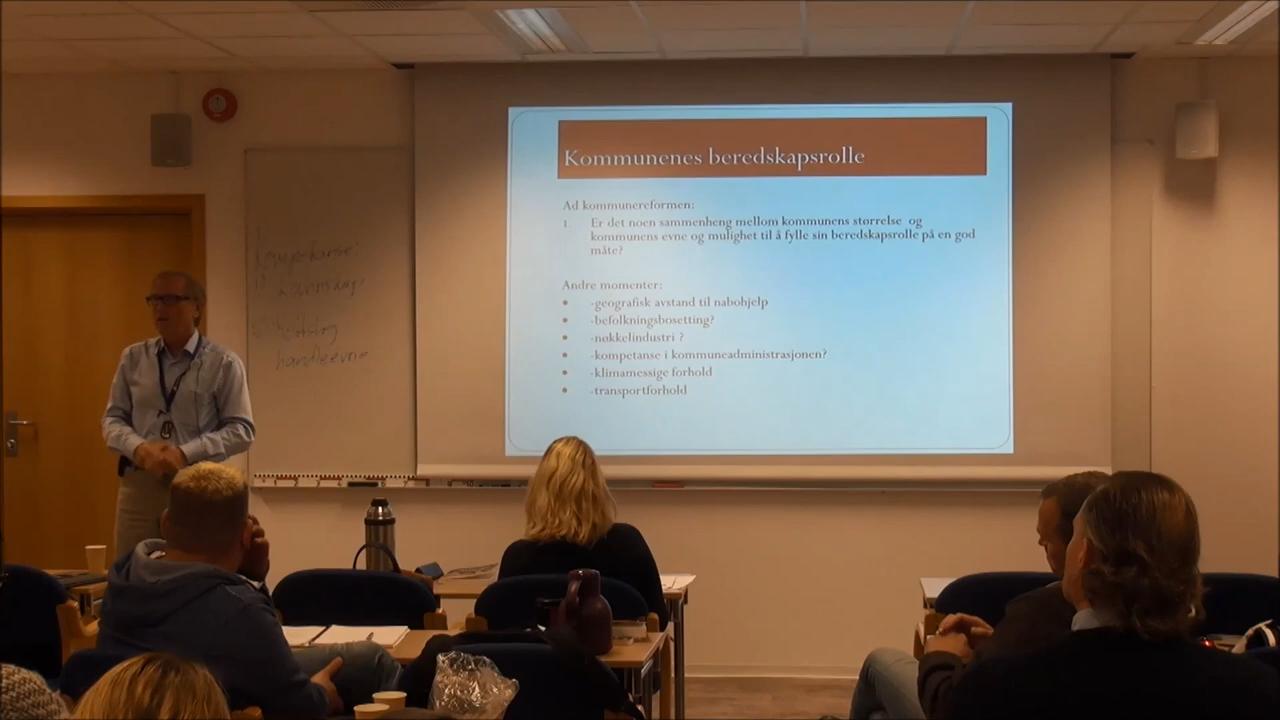 Kommunenes beredskapsrolle
Ad kommunereformen:
1. Er det noen sammenheng mellom kommunens størrelse og
kommunens evne og mulighet til å fylle sin beredskapsrolle på en god
måte?
Andre momenter:
• -geografisk avstand til nabohjelp
• -befolkningsbosetting?
• -nøkkelindustri ?
• -kompetanse i kommuneadministrasjonen?
• -klimamessige forhold
• -transportforhold
handleevne